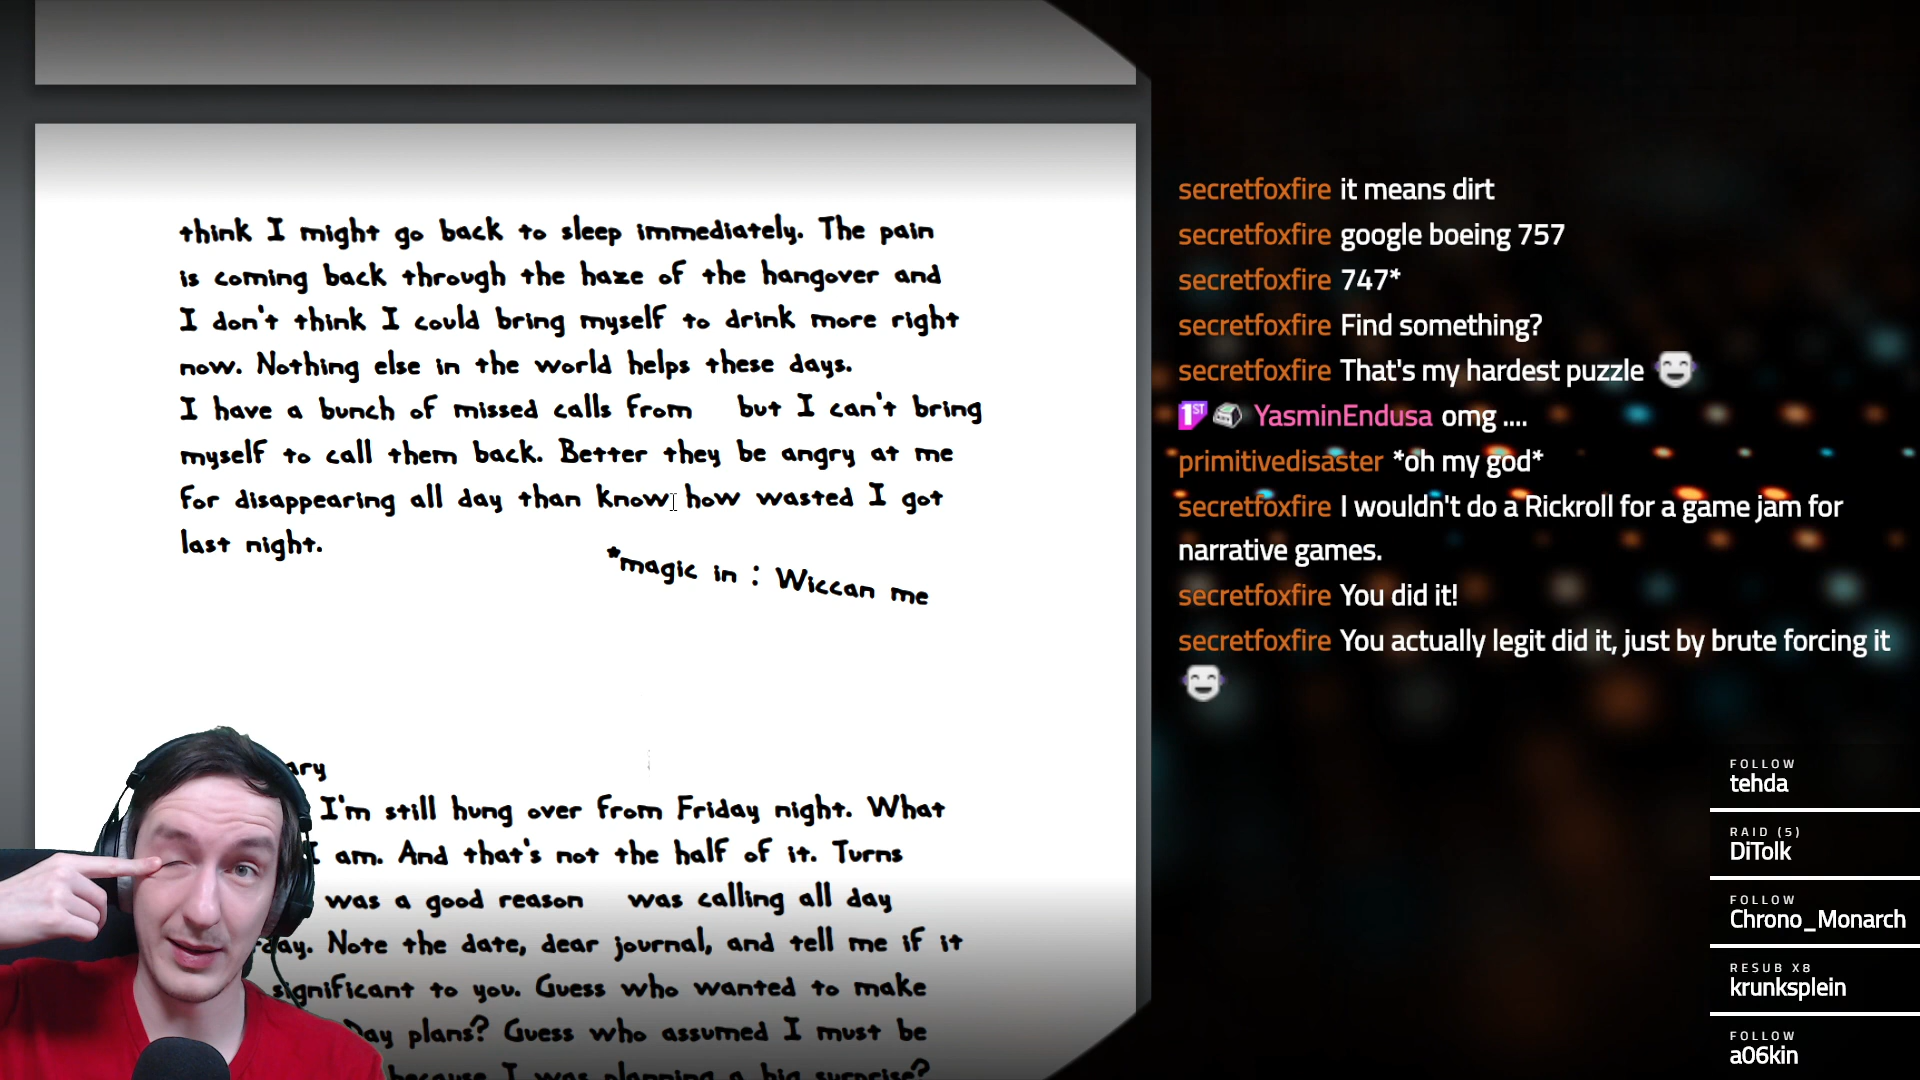 think I might go back to sleep immediately. The pain
is coming back through the haze of the hangover and
I don't think I could bring myself to drink more right
now. Nothing else in the world helps these days.
I have a bunch of missed calls from but I can't bring
myself to call them back. Better they be angry at me
for disappearing all day than know how wasted I got
last night.
*magic in : Wiccan me
ary
I'm still hung over from Friday night. What
I am. And that's not the half of it. Turns
was a good reason was calling all day
day. Note the date, dear journal, and tell me if it
significant to you. Guess who wanted to make
Day plans? Guess who assumed I must be
because I was planning a big surprise?
secretfoxfire it means dirt
secretfoxfire google boeing 757
secretfoxfire 747*
secretfoxfire Find something?
secretfoxfire That's my hardest puzzle
1ST YasminEndusa omg ....
primitivedisaster *oh my god*
secretfoxfire I wouldn't do a Rickroll for a game jam for
narrative games.
secretfoxfire You did it!
secretfoxfire You actually legit did it, just by brute forcing it
FOLLOW
tehda
RAID (5)
DiTolk
FOLLOW
Chrono_Monarch
RESUB X8
krunksplein
FOLLOW
a06kin